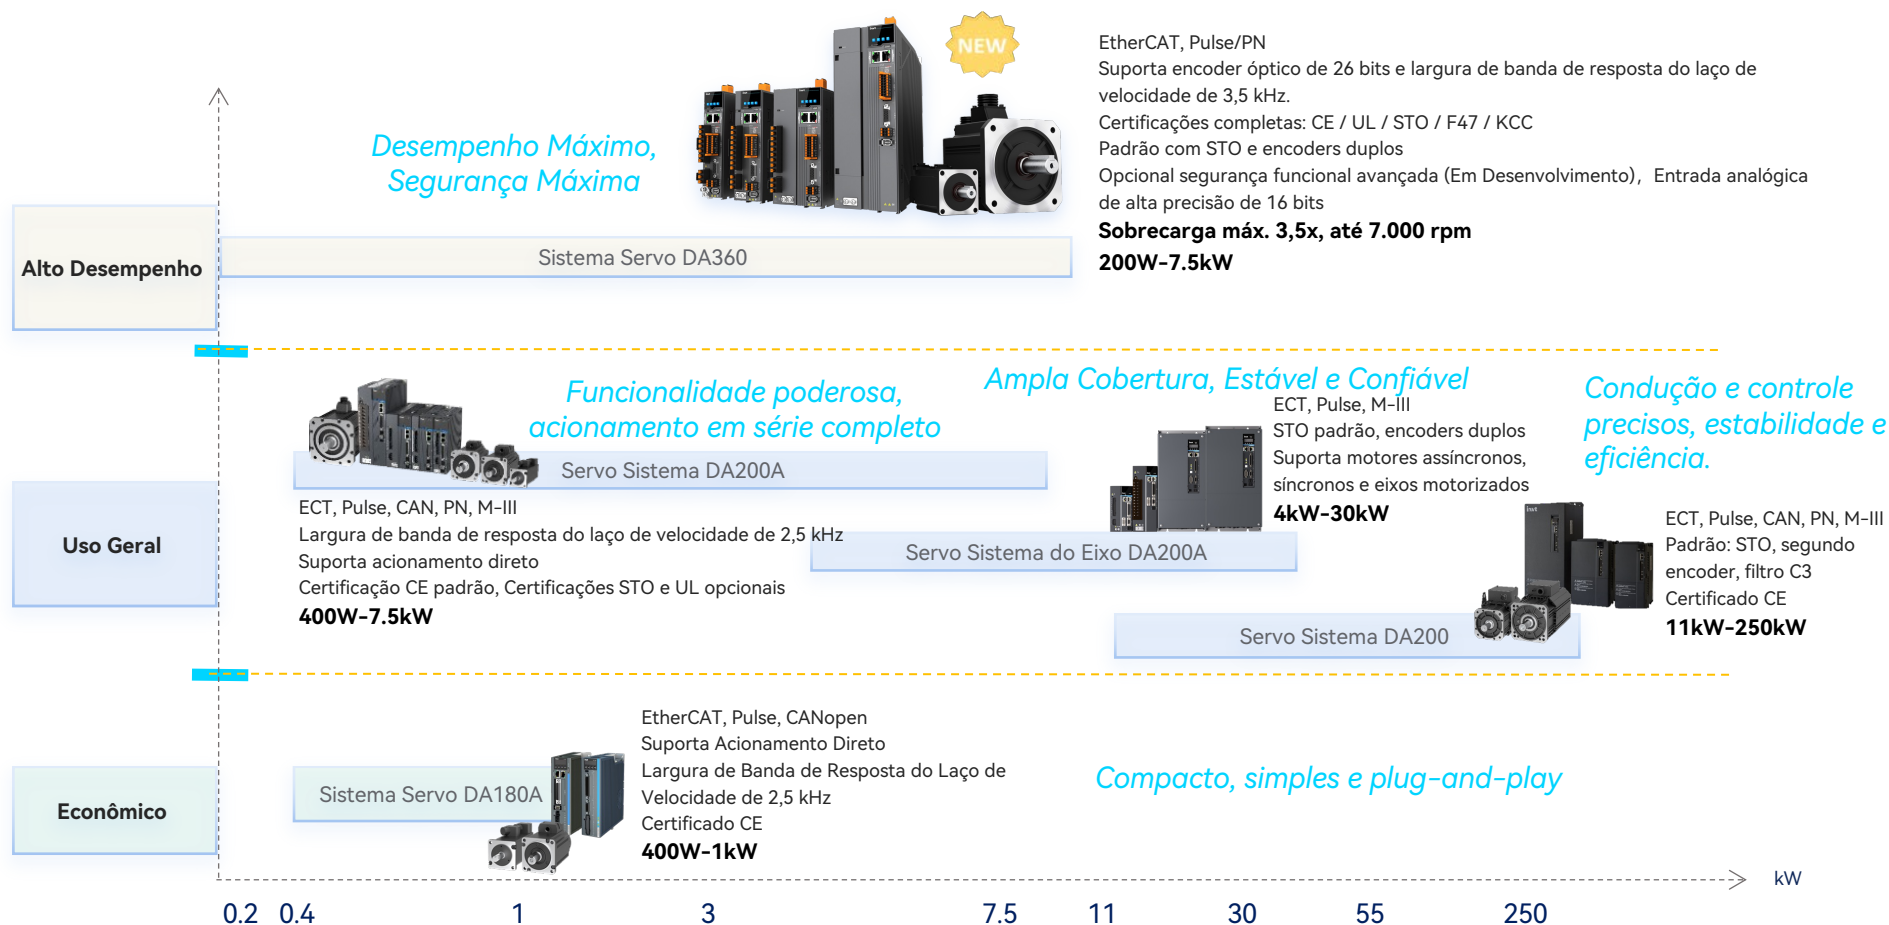 NEW
EtherCAT, Pulse/PN
Suporta encoder óptico de 26 bits e largura de banda de resposta do laço de
velocidade de 3,5 kHz.
Certificações completas: CE / UL / STO / F47 / KCC
Padrão com STO e encoders duplos
Opcional segurança funcional avançada (Em Desenvolvimento), Entrada analógica
de alta precisão de 16 bits
Sobrecarga máx. 3,5x, até 7.000 rpm
200W-7.5kW
Desempenho Máximo,
Segurança Máxima
Alto Desempenho
Sistema Servo DA360
Funcionalidade poderosa,
acionamento em série completo
Servo Sistema DA200A
ECT, Pulse, CAN, PN, M-III
Largura de banda de resposta do laço de velocidade de 2,5 kHz
Suporta acionamento direto
Certificação CE padrão, Certificações STO e UL opcionais
400W-7.5kW
Uso Geral
Ampla Cobertura, Estável e Confiável
ECT, Pulse, M-III
STO padrão, encoders duplos
Suporta motores assíncronos,
síncronos e eixos motorizados
4kW-30kW
Servo Sistema do Eixo DA200A
Condução e controle
precisos, estabilidade e
eficiência.
invt
ECT, Pulse, CAN, PN, M-III
Padrão: STO, segundo
encoder, filtro C3
Certificado CE
11kW-250kW
Servo Sistema DA200
Econômico
Sistema Servo DA180A
EtherCAT, Pulse, CANopen
Suporta Acionamento Direto
Largura de Banda de Resposta do Laço de
Velocidade de 2,5 kHz
Certificado CE
400W-1kW
Compacto, simples e plug-and-play
kW
0.2 0.4 1 3 7.5 11 30 55 250